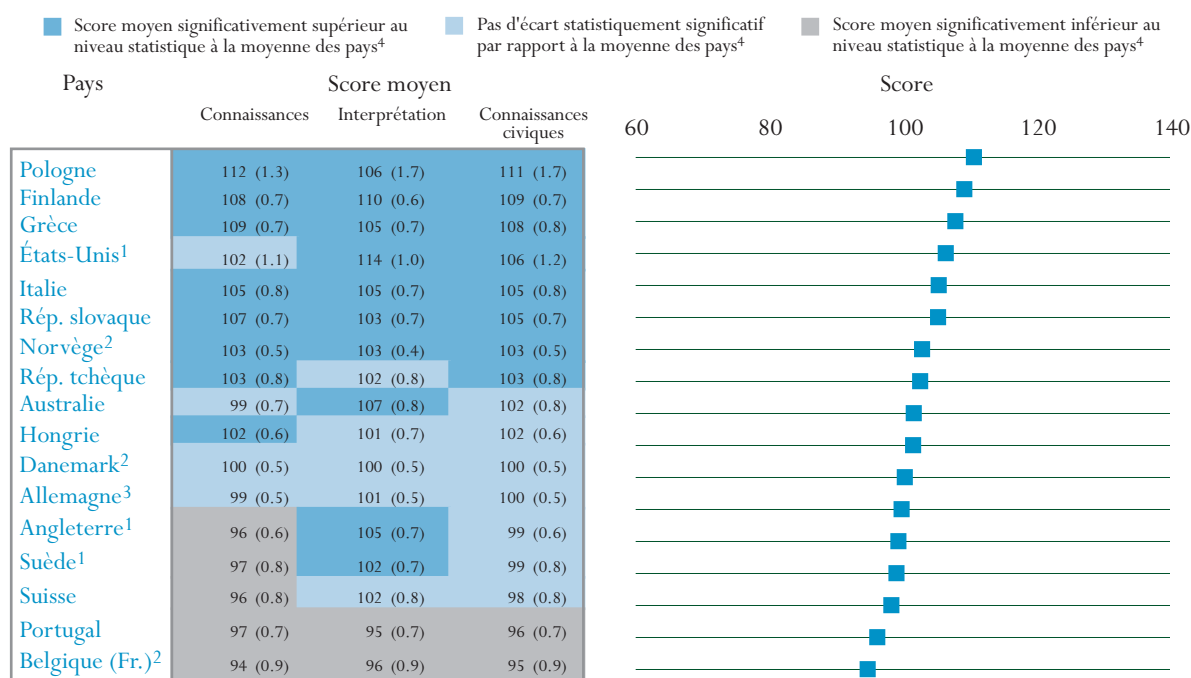 Score moyen significativement supérieur au
niveau statistique à la moyenne des pays4
Pas d'écart statistiquement significatif
par rapport à la moyenne des pays4
Score moyen significativement inférieur au
niveau statistique à la moyenne des pays4
Pays Score moyen Score
Connaissances Interprétation Connaissances
civiques
60 80 100 120 140
Pologne 112 (1.3) 106 (1.7) 111 (1.7)
Finlande 108 (0.7) 110 (0.6) 109 (0.7)
Grèce 109 (0.7) 105 (0.7) 108 (0.8)
États-Unis1 102 (1.1) 114 (1.0) 106 (1.2)
Italie 105 (0.8) 105 (0.7) 105 (0.8)
Rép. slovaque 107 (0.7) 103 (0.7) 105 (0.7)
Norvège2 103 (0.5) 103 (0.4) 103 (0.5)
Rép. tchèque 103 (0.8) 102 (0.8) 103 (0.8)
Australie 99 (0.7) 107 (0.8) 102 (0.8)
Hongrie 102 (0.6) 101 (0.7) 102 (0.6)
Danemark2 100 (0.5) 100 (0.5) 100 (0.5)
Allemagne3 99 (0.5) 101 (0.5) 100 (0.5)
Angleterre1 96 (0.6) 105 (0.7) 99 (0.6)
Suède1 97 (0.8) 102 (0.7) 99 (0.8)
Suisse 96 (0.8) 102 (0.8) 98 (0.8)
Portugal 97 (0.7) 95 (0.7) 96 (0.7)
Belgique (Fr.)2 94 (0.9) 96 (0.9) 95 (0.9)